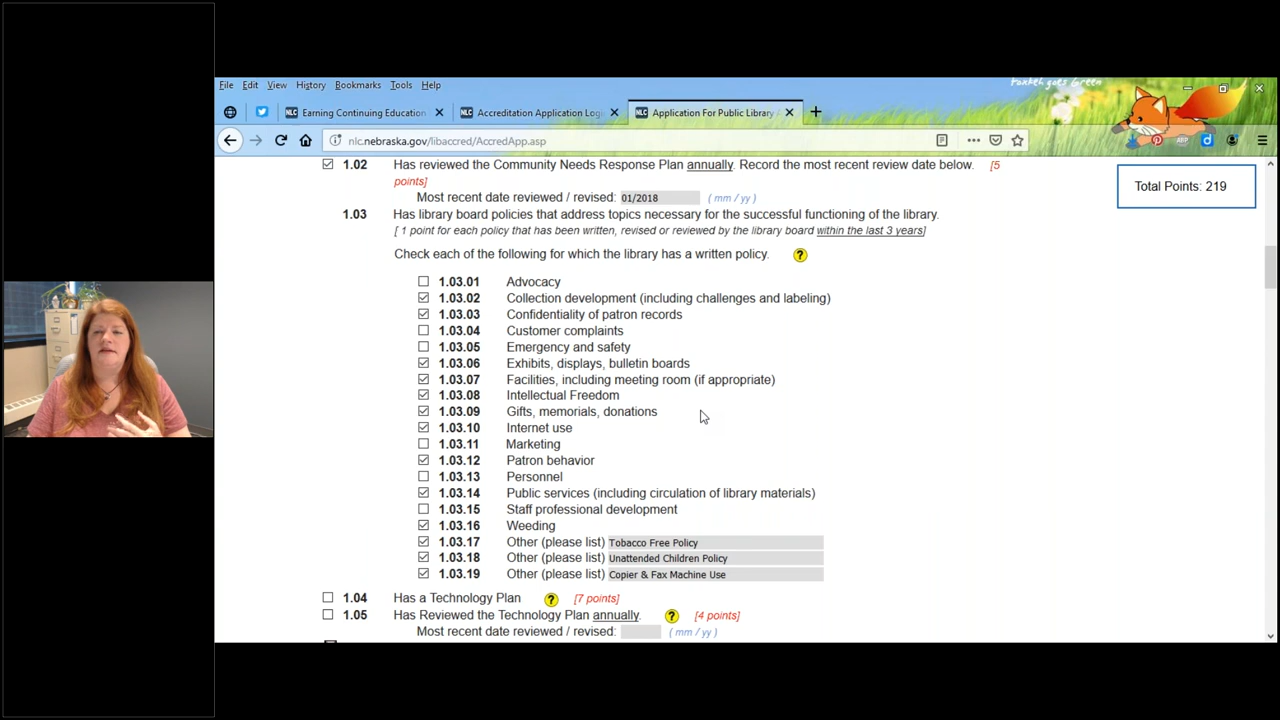 foxkeh goes Green
File Edit View History Bookmarks Tools Help
NLC Earning Continuing Education
NLC Accreditation Application Log
NLC Application For Public Library A
nlc.nebraska.gov/libaccred/AccredApp.asp
ABP
1.02 Has reviewed the Community Needs Response Plan annually. Record the most recent review date below. [5
points]
Total Points: 219
Most recent date reviewed / revised: 01/2018 ( mm / yy )
1.03 Has library board policies that address topics necessary for the successful functioning of the library.
[ 1 point for each policy that has been written, revised or reviewed by the library board within the last 3 years]
Check each of the following for which the library has a written policy. ?
1.03.01 Advocacy
1.03.02 Collection development (including challenges and labeling)
1.03.03 Confidentiality of patron records
1.03.04 Customer complaints
1.03.05 Emergency and safety
1.03.06 Exhibits, displays, bulletin boards
1.03.07 Facilities, including meeting room (if appropriate)
1.03.08 Intellectual Freedom
1.03.09 Gifts, memorials, donations
1.03.10 Internet use
1.03.11 Marketing
1.03.12 Patron behavior
1.03.13 Personnel
1.03.14 Public services (including circulation of library materials)
1.03.15 Staff professional development
1.03.16 Weeding
1.03.17 Other (please list) Tobacco Free Policy
1.03.18 Other (please list) Unattended Children Policy
1.03.19 Other (please list) Copier & Fax Machine Use
1.04 Has a Technology Plan ? [7 points]
1.05 Has Reviewed the Technology Plan annually. ? [4 points]
Most recent date reviewed / revised: ( mm / yy )